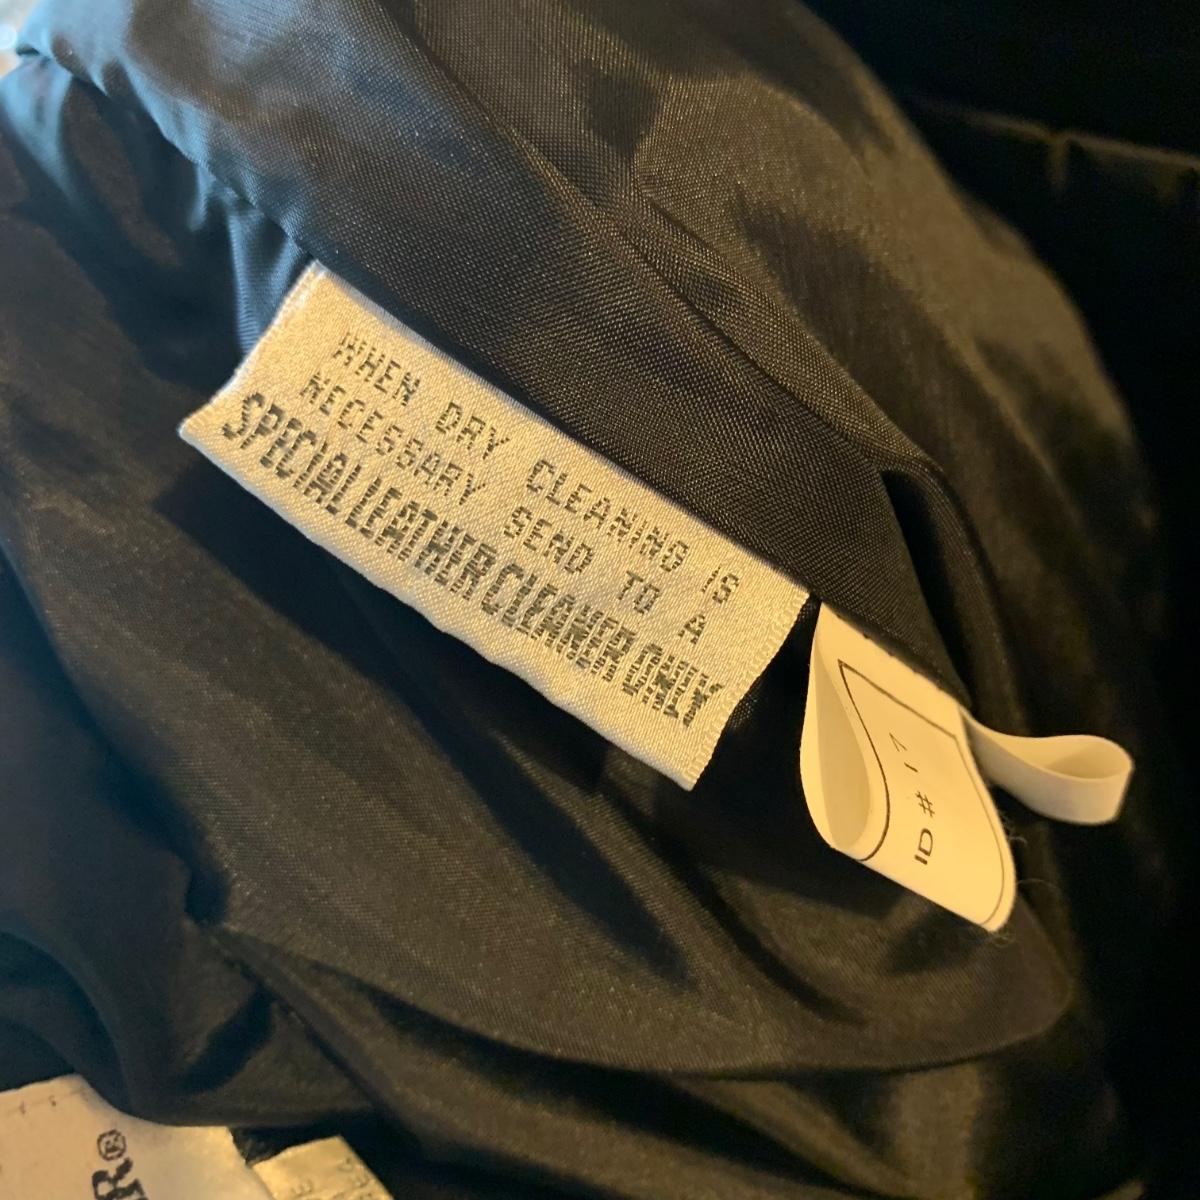 WHEN DRY CLEANING IS
NECESSARY SEND TO A
SPECIAL LEATHER CLEANER ONLY
ID # 17
R®